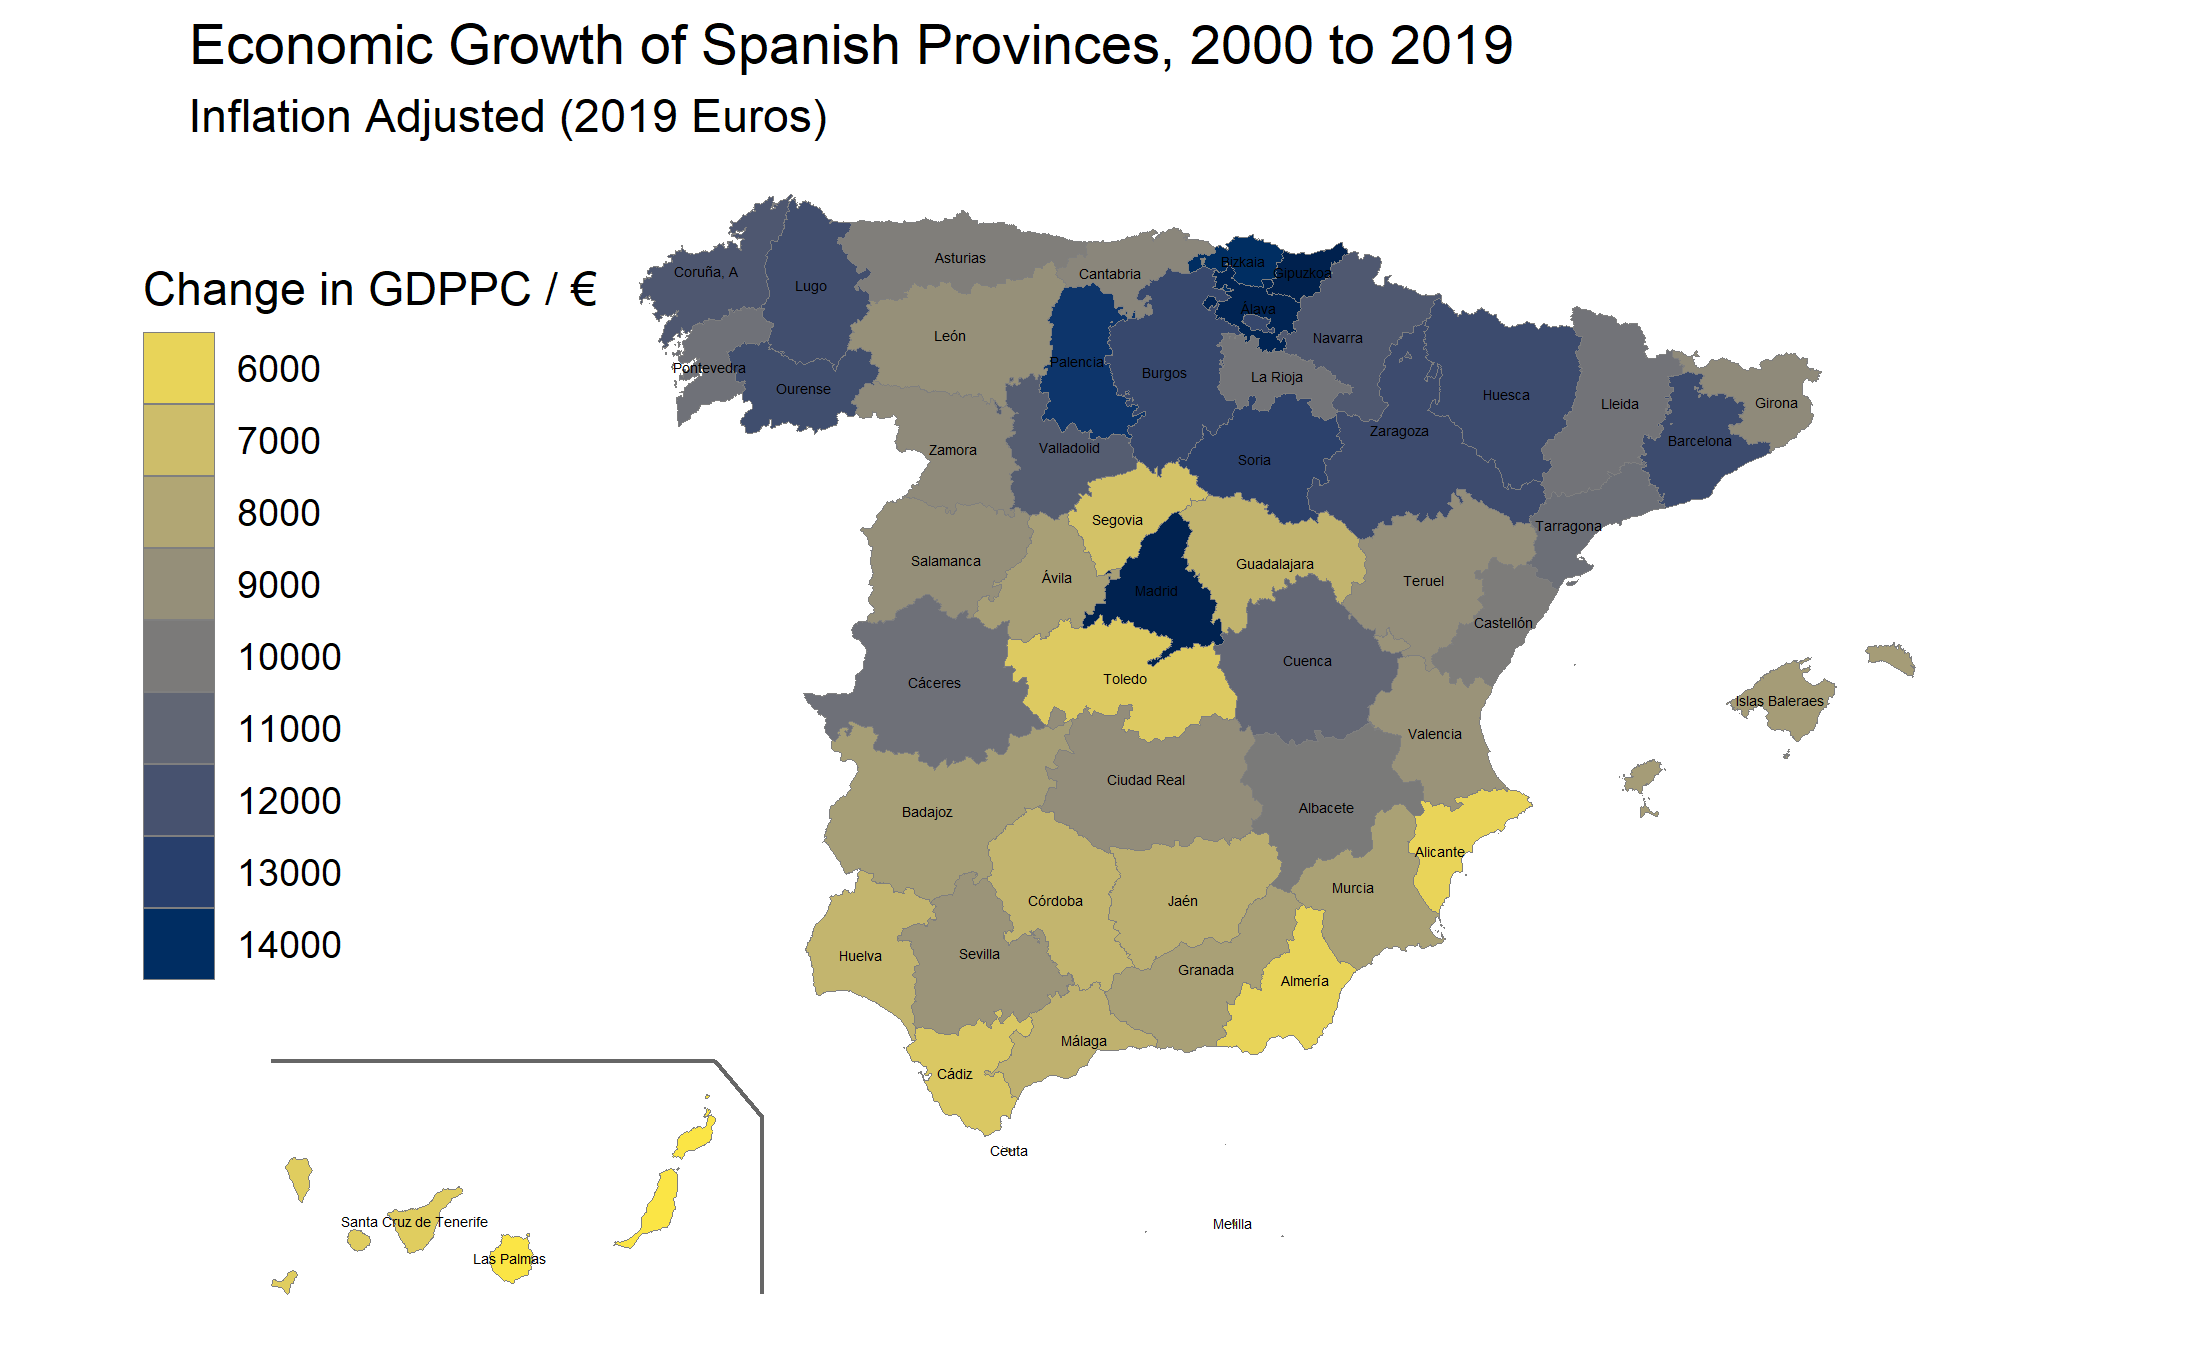 Economic Growth of Spanish Provinces, 2000 to 2019
Inflation Adjusted (2019 Euros)
Change in GDPPC / €
6000
7000
8000
9000
10000
11000
12000
13000
14000
Coruña, A
Lugo
Asturias
Cantabria
Bizkaia
Gipuzkoa
Álava
Navarra
León
Palencia
Burgos
La Rioja
Pontevedra
Ourense
Huesca
Lleida
Girona
Barcelona
Zaragoza
Zamora
Valladolid
Soria
Segovia
Tarragona
Salamanca
Ávila
Madrid
Guadalajara
Teruel
Castellón
Cuenca
Cáceres
Toledo
Islas Baleraes
Valencia
Ciudad Real
Albacete
Badajoz
Alicante
Murcia
Córdoba
Jaén
Huelva
Sevilla
Granada
Almería
Málaga
Cádiz
Ceuta
Melilla
Santa Cruz de Tenerife
Las Palmas